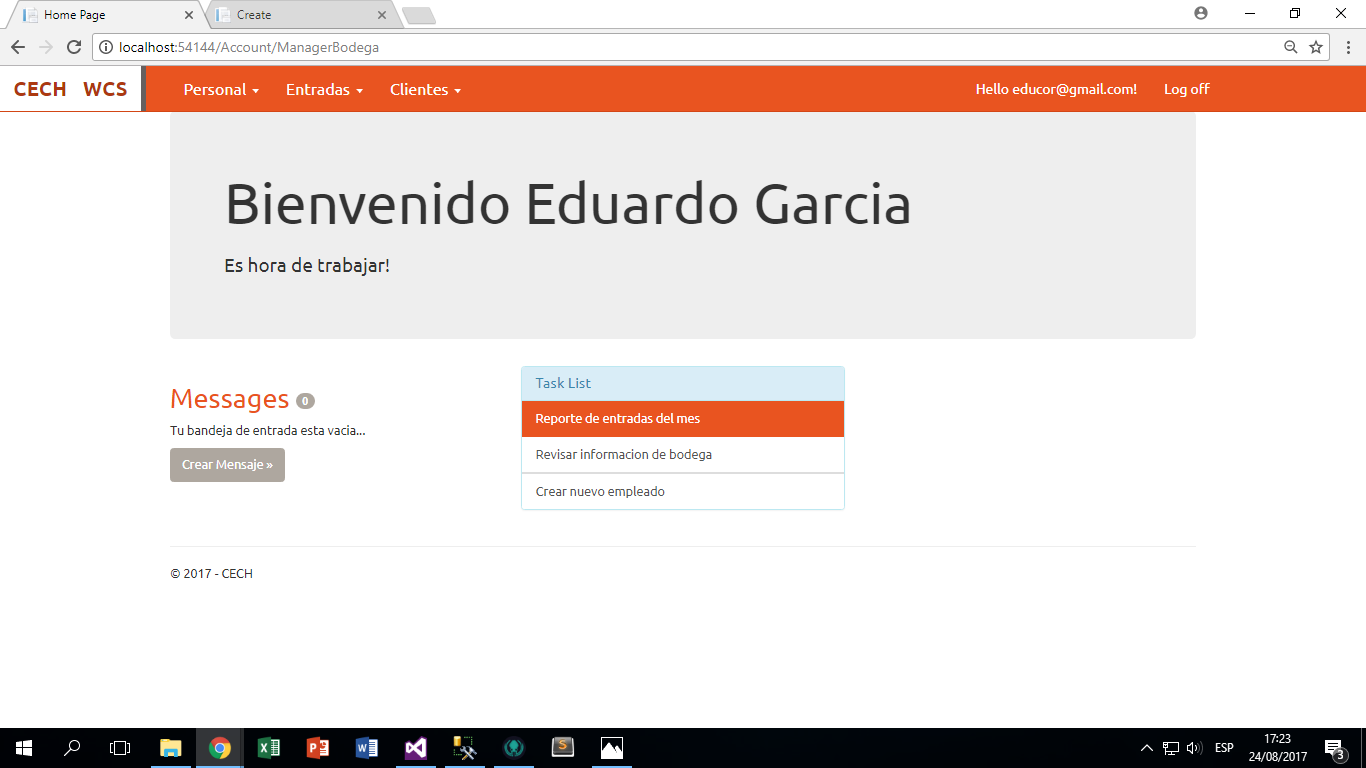 Home Page
Create
localhost:54144/Account/ManagerBodega
CECH WCS
Personal
Entradas
Clientes
Hello educor@gmail.com!
Log off
Bienvenido Eduardo Garcia
Es hora de trabajar!
Messages 0
Tu bandeja de entrada esta vacia...
Crear Mensaje »
Task List
Reporte de entradas del mes
Revisar informacion de bodega
Crear nuevo empleado
© 2017 - CECH
ESP
17:23
24/08/2017
3